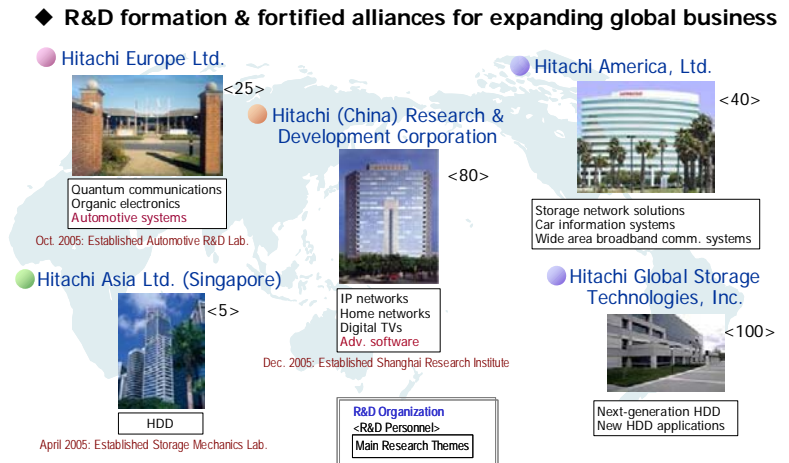 ◆ R&D formation & fortified alliances for expanding global business
Hitachi Europe Ltd.
<25>
Quantum communications
Organic electronics
Automotive systems
Oct. 2005: Established Automotive R&D Lab.
Hitachi (China) Research &
Development Corporation
<80>
IP networks
Home networks
Digital TVs
Adv. software
Dec. 2005: Established Shanghai Research Institute
Hitachi America, Ltd.
<40>
Storage network solutions
Car information systems
Wide area broadband comm. systems
Hitachi Asia Ltd. (Singapore)
<5>
HDD
April 2005: Established Storage Mechanics Lab.
Hitachi Global Storage
Technologies, Inc.
<100>
Next-generation HDD
New HDD applications
R&D Organization
<R&D Personnel>
Main Research Themes